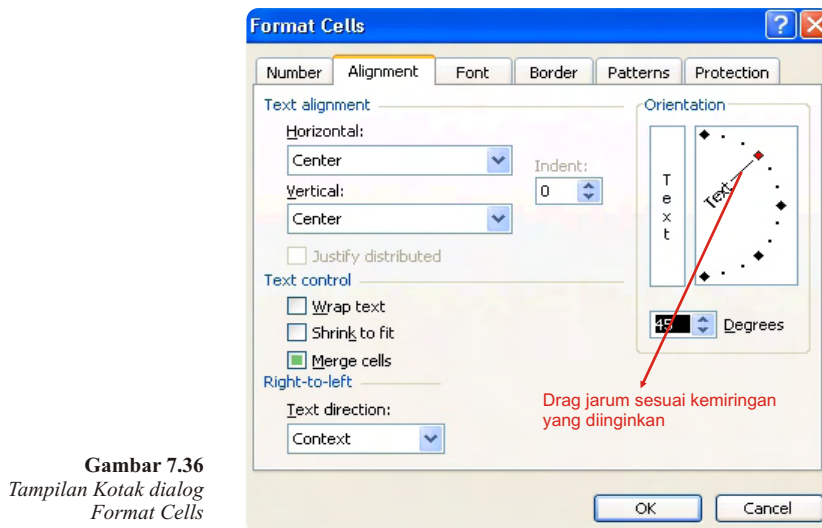 Format Cells
Number Alignment Font Border Patterns Protection
Text alignment
Horizontal:
Center
Indent:
0
Vertical:
Center
Justify distributed
Text control
Wrap text
Shrink to fit
Merge cells
Right-to-left
Text direction:
Context
Orientation
Text
Text
45 Degrees
Drag jarum sesuai kemiringan
yang diinginkan
OK Cancel
Gambar 7.36
Tampilan Kotak dialog
Format Cells